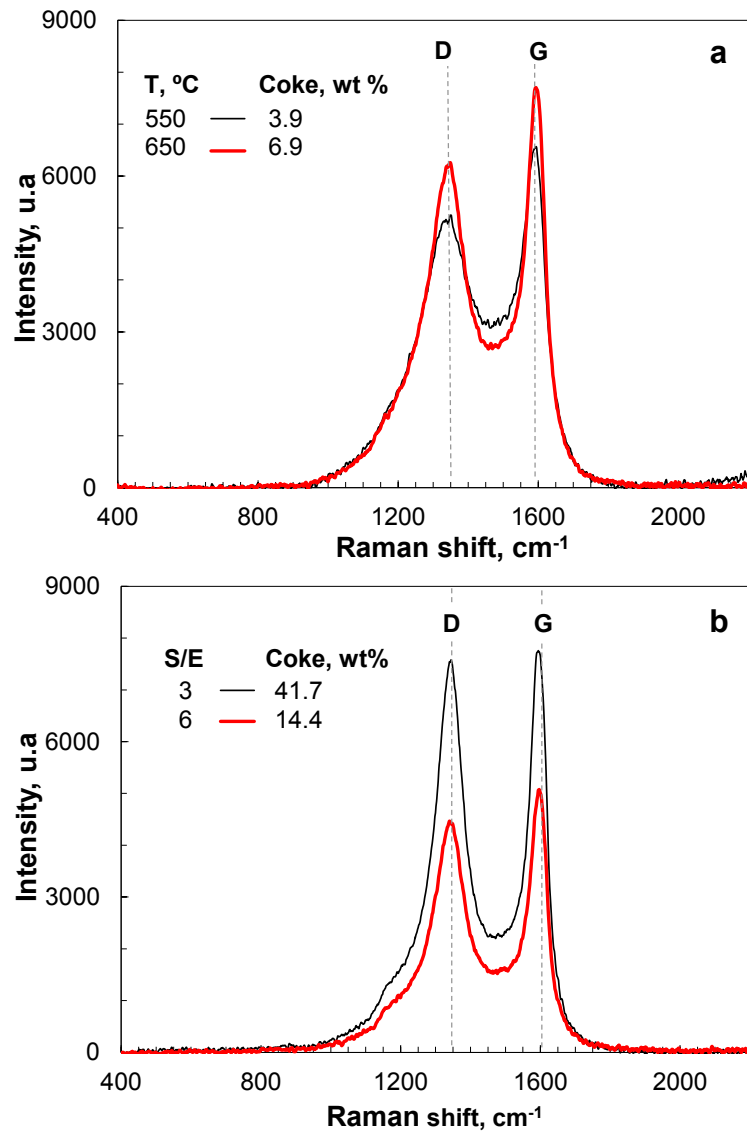 9000
D G a
T, ºC Coke, wt %
550 3.9
650 6.9
6000
Intensity, u.a
3000
0
400 800 1200 1600 2000
Raman shift, cm-1
9000
D G b
S/E Coke, wt%
3 41.7
6 14.4
6000
Intensity, u.a
3000
0
400 800 1200 1600 2000
Raman shift, cm-1